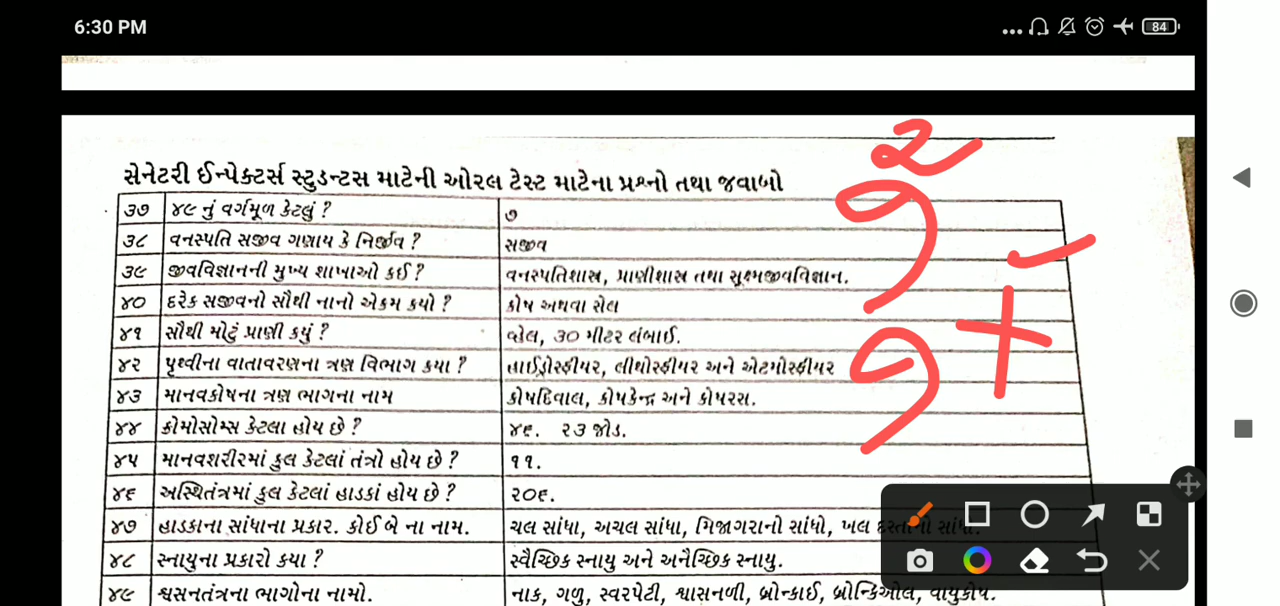 6:30 PM
84
સેનેટરી ઈન્પેક્ટર્સ સ્ટુડન્ટસ માટેની ઓરલ ટેસ્ટ માટેના પ્રશ્નો તથા જવાબો
૩૭ ૪૯ નું વર્ગમૂળ કેટલું ? ૭
૩૮ વનસ્પતિ સજીવ ગણાય કે નિર્જીવ ? સજીવ
૩૯ જીવવિજ્ઞાનની મુખ્ય શાખાઓ કઈ ? વનસ્પતિશાસ્ત્ર, પ્રાણીશાસ્ત્ર તથા સૂક્ષ્મજીવવિજ્ઞાન.
૪૦ દરેક સજીવનો સૌથી નાનો એકમ કયો ? કોષ અથવા સેલ
૪૧ સૌથી મોટું પ્રાણી કયું ? વ્હેલ, ૩૦ મીટર લંબાઈ.
૪૨ પૃથ્વીના વાતાવરણના ત્રણ વિભાગ કયા ? હાઈડ્રોસ્ફીયર, લીથોસ્ફીયર અને એટમોસ્ફીયર
૪૩ માનવકોષના ત્રણ ભાગના નામ કોષદિવાલ, કોષકેન્દ્ર અને કોષરસ.
૪૪ ક્રોમોસોમ્સ કેટલા હોય છે ? ૪૬. ૨૩ જોડ.
૪૫ માનવશરીરમાં કુલ કેટલાં તંત્રો હોય છે ? ૧૧.
૪૬ અસ્થિતંત્રમાં કુલ કેટલાં હાડકાં હોય છે ? ૨૦૬.
૪૭ હાડકાના સાંધાના પ્રકાર. કોઈ બે ના નામ. ચલ સાંધા, અચલ સાંધા, મિજાગરાનો સાંધો, ખલ દસ્તાનો સાંધો.
૪૮ સ્નાયુના પ્રકારો કયા ? સ્વૈચ્છિક સ્નાયુ અને અનૈચ્છિક સ્નાયુ.
૪૯ શ્વસનતંત્રના ભાગોના નામો. નાક, ગળુ, સ્વરપેટી, શ્વાસનળી, બ્રોન્કાઈ, બ્રોન્કિઓલ, વાયુકોષ.